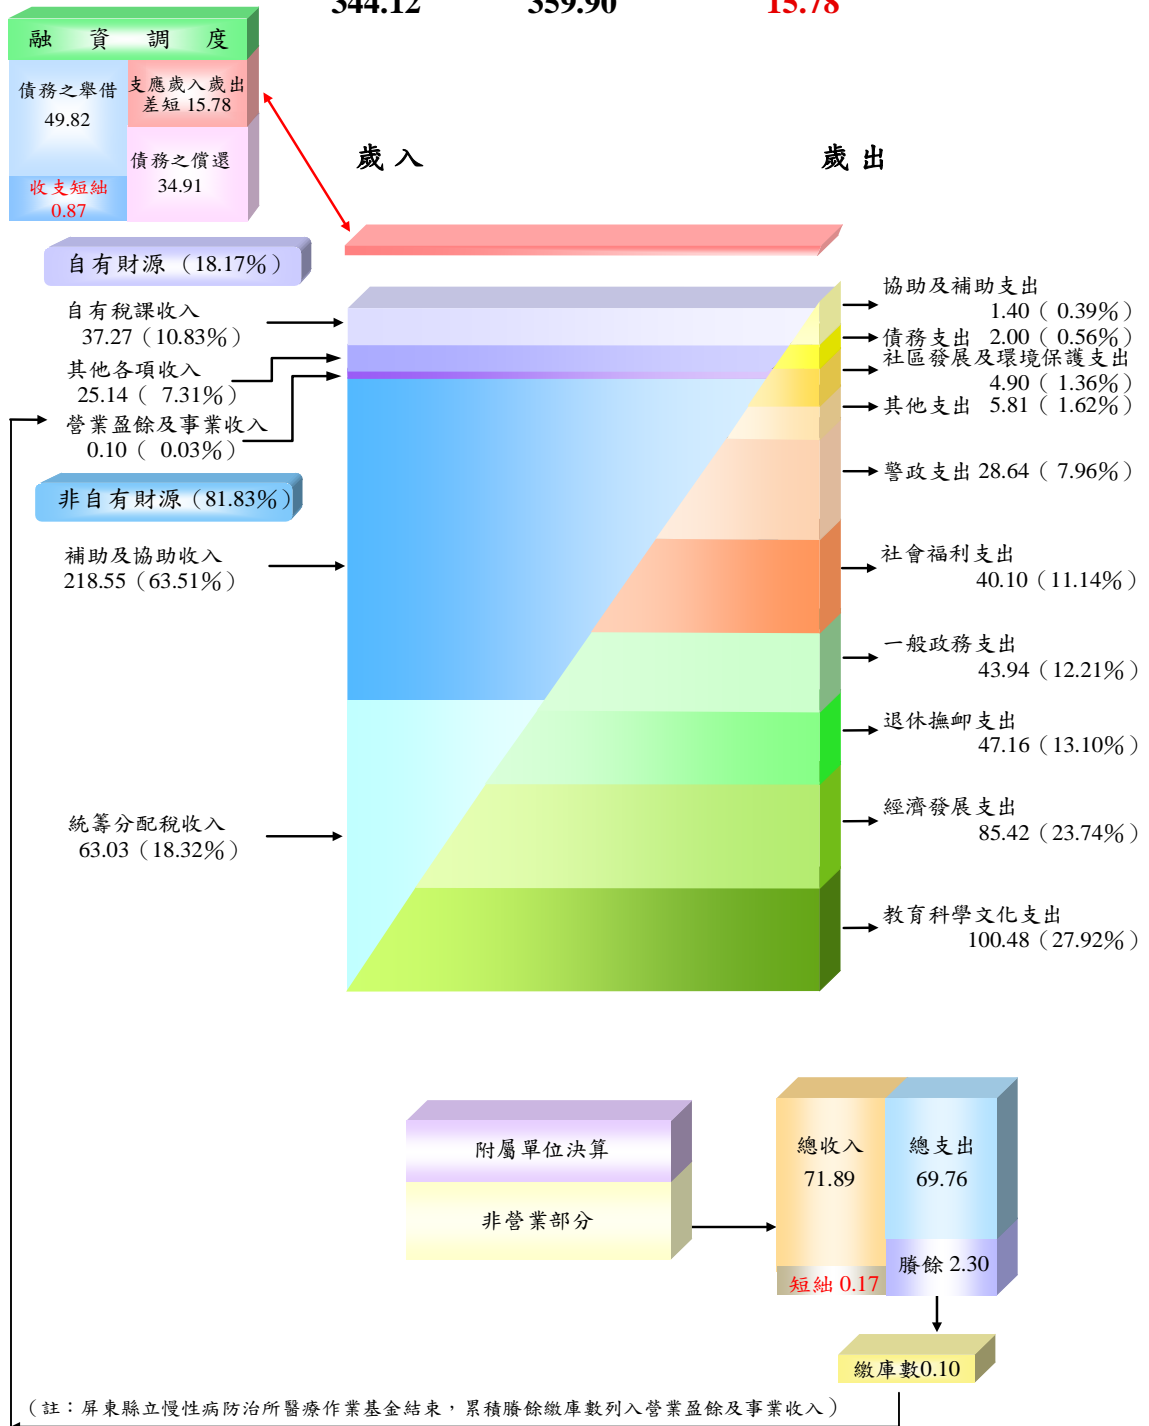 344.12 359.90 15.78
融資調度
債務之舉借
49.82
支應歲入歲出
差短 15.78
債務之償還
34.91
收支短絀
0.87
歲入
歲出
自有財源（18.17%）
自有稅課收入
37.27（10.83%）
其他各項收入
25.14（ 7.31%）
營業盈餘及事業收入
0.10（ 0.03%）
非自有財源（81.83%）
補助及協助收入
218.55（63.51%）
統籌分配稅收入
63.03（18.32%）
協助及補助支出
1.40（ 0.39%）
債務支出 2.00（ 0.56%）
社區發展及環境保護支出
4.90（ 1.36%）
其他支出 5.81（ 1.62%）
警政支出 28.64（ 7.96%）
社會福利支出
40.10（11.14%）
一般政務支出
43.94（12.21%）
退休撫卹支出
47.16（13.10%）
經濟發展支出
85.42（23.74%）
教育科學文化支出
100.48（27.92%）
附屬單位決算
非營業部分
總收入
71.89
短絀 0.17
總支出
69.76
賸餘 2.30
繳庫數0.10
（註：屏東縣立慢性病防治所醫療作業基金結束，累積賸餘繳庫數列入營業盈餘及事業收入）